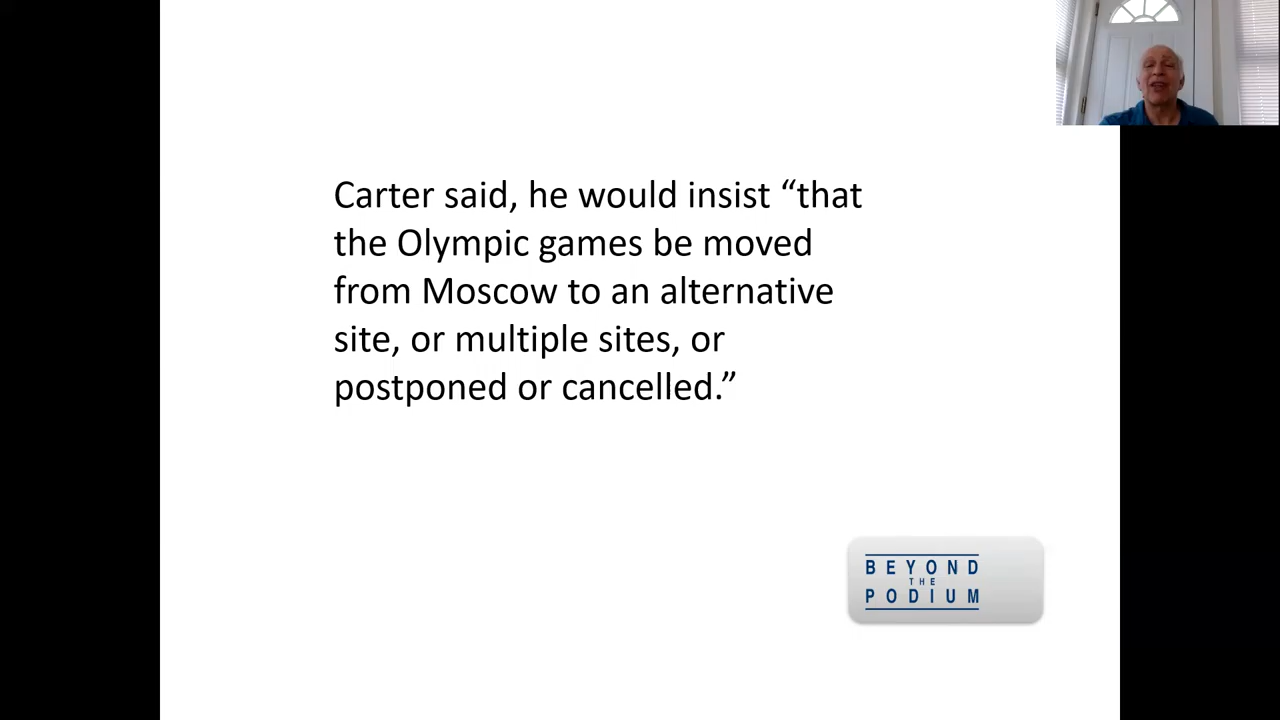 Carter said, he would insist “that
the Olympic games be moved
from Moscow to an alternative
site, or multiple sites, or
postponed or cancelled.”
BEYOND
THE
PODIUM